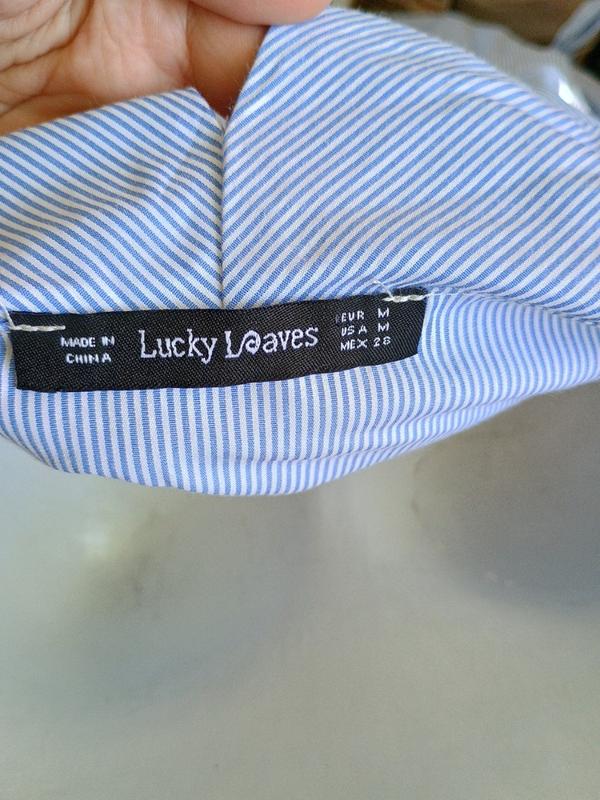 MADE IN
CHINA
Lucky Leaves
EUR M
USA M
MEX 28